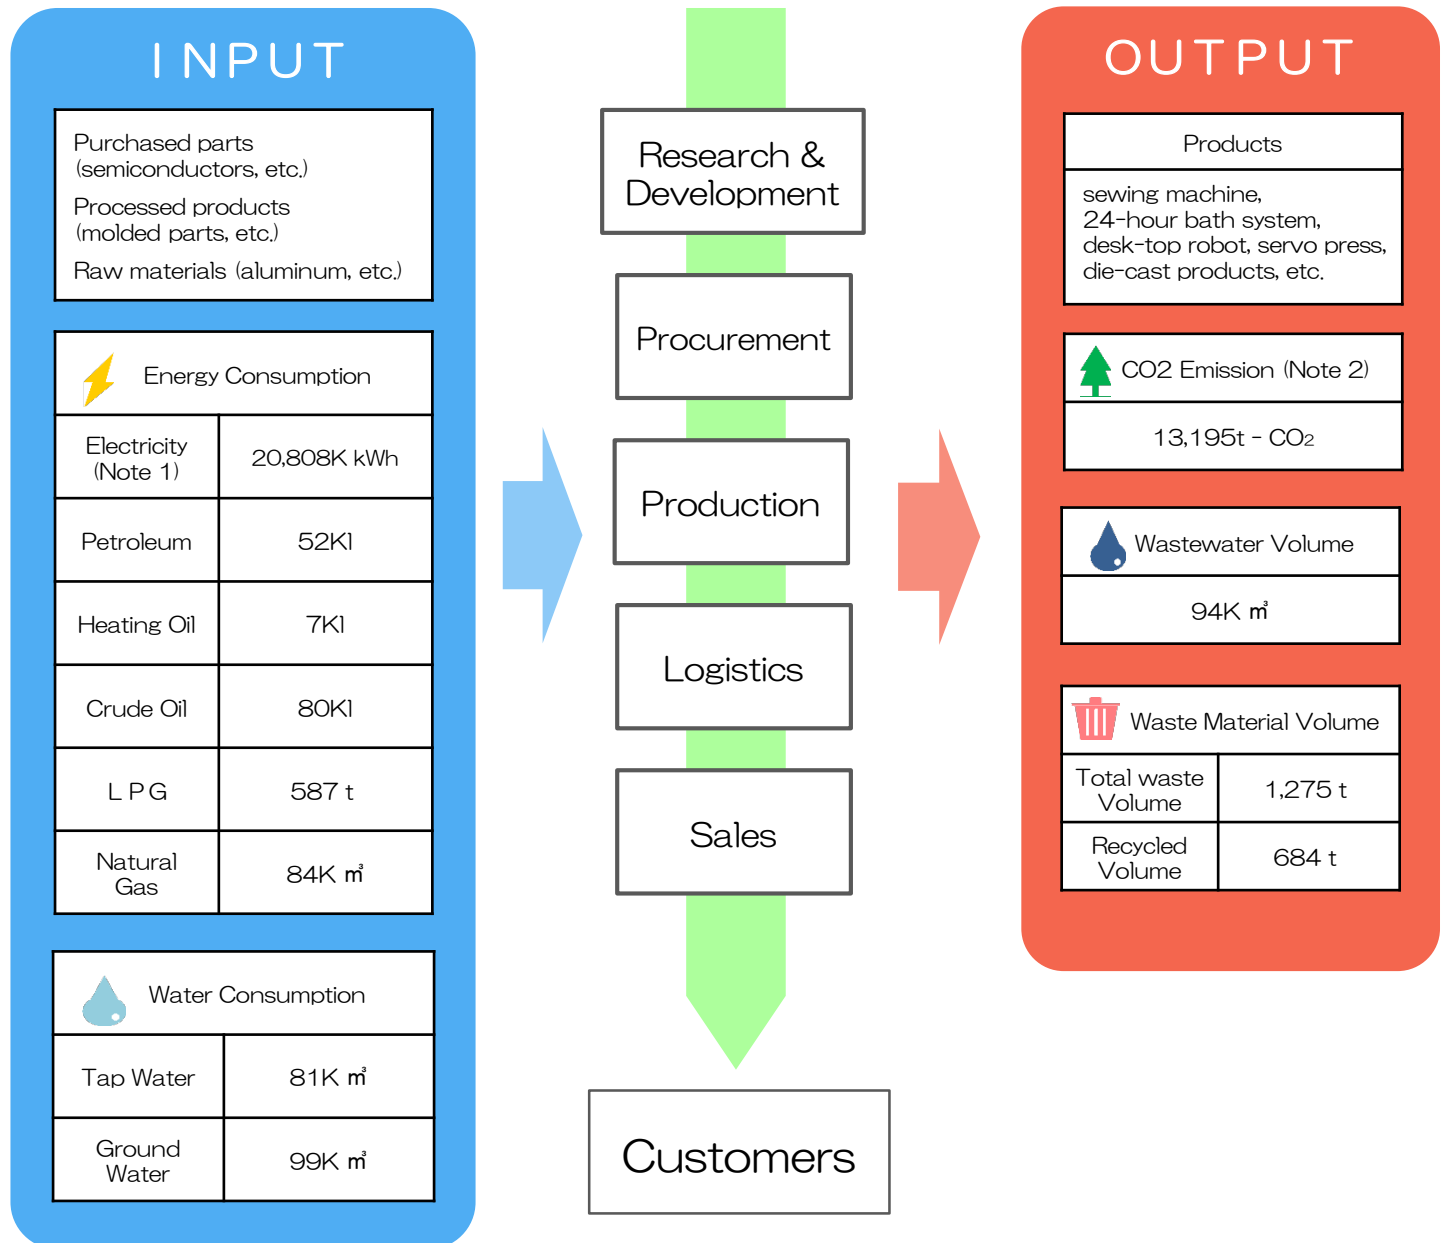 INPUT
Purchased parts
(semiconductors, etc.)
Processed products
(molded parts, etc.)
Raw materials (aluminum, etc.)
Energy Consumption
Electricity
(Note 1)
20,808K kWh
Petroleum
52Kl
Heating Oil
7Kl
Crude Oil
80Kl
L P G
587 t
Natural
Gas
84K ㎥
Water Consumption
Tap Water
81K ㎥
Ground
Water
99K ㎥
Research &
Development
Procurement
Production
Logistics
Sales
Customers
OUTPUT
Products
sewing machine,
24-hour bath system,
desk-top robot, servo press,
die-cast products, etc.
CO2 Emission (Note 2)
13,195t - CO₂
Wastewater Volume
94K ㎥
Waste Material Volume
Total waste
Volume
1,275 t
Recycled
Volume
684 t